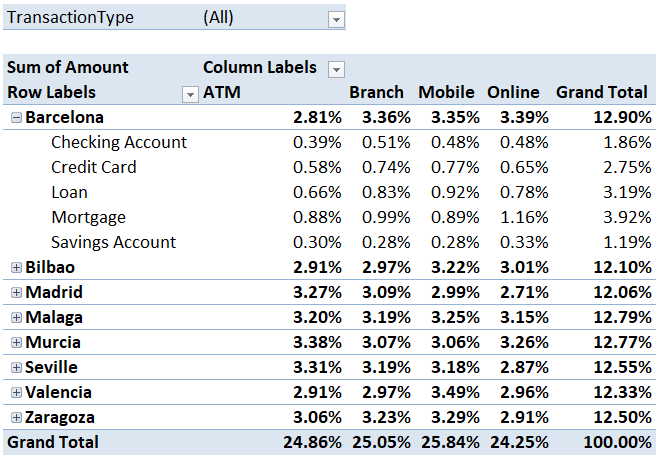 TransactionType (All)
Sum of Amount Column Labels
Row Labels ATM Branch Mobile Online Grand Total
Barcelona 2.81% 3.36% 3.35% 3.39% 12.90%
Checking Account 0.39% 0.51% 0.48% 0.48% 1.86%
Credit Card 0.58% 0.74% 0.77% 0.65% 2.75%
Loan 0.66% 0.83% 0.92% 0.78% 3.19%
Mortgage 0.88% 0.99% 0.89% 1.16% 3.92%
Savings Account 0.30% 0.28% 0.28% 0.33% 1.19%
Bilbao 2.91% 2.97% 3.22% 3.01% 12.10%
Madrid 3.27% 3.09% 2.99% 2.71% 12.06%
Malaga 3.20% 3.19% 3.25% 3.15% 12.79%
Murcia 3.38% 3.07% 3.06% 3.26% 12.77%
Seville 3.31% 3.19% 3.18% 2.87% 12.55%
Valencia 2.91% 2.97% 3.49% 2.96% 12.33%
Zaragoza 3.06% 3.23% 3.29% 2.91% 12.50%
Grand Total 24.86% 25.05% 25.84% 24.25% 100.00%